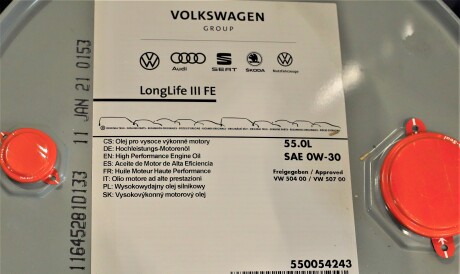 VOLKSWAGEN
GROUP
Audi
SEAT
ŠKODA
Nutzfahrzeuge
LongLife III FE
CS: Olej pro vysoce výkonné motory
DE: Hochleistungs-Motorenöl
EN: High Performance Engine Oil
ES: Aceite de Motor de Alta Eficiencia
FR: Huile Moteur Haute Performance
IT: Olio motore ad alte prestazioni
PL: Wysokowydajny olej silnikowy
SK: Vysokovýkonný motorový olej
55.0L
SAE 0W-30
Freigegeben / Approved
VW 504 00 / VW 507 00
550054243
11645281D133 11 JAN 21 0153